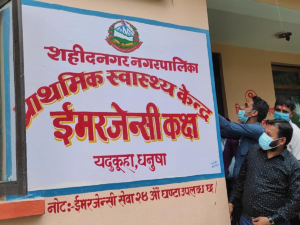 शहीदनगर नगरपालिका
प्राथमिक स्वास्थ्य केन्द्र
ईमरजेन्सी कक्ष
यदुकूहा, धनुषा
नोटः- ईमरजेन्सी सेवा २४ औं घण्टा उपलब्ध छ।